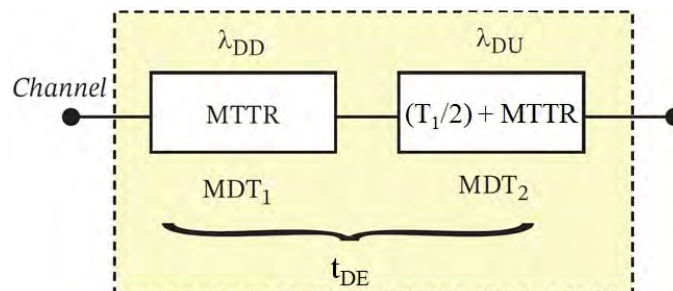 λDD λDU
Channel
MTTR (T1/2) + MTTR
MDT1 MDT2
tDE